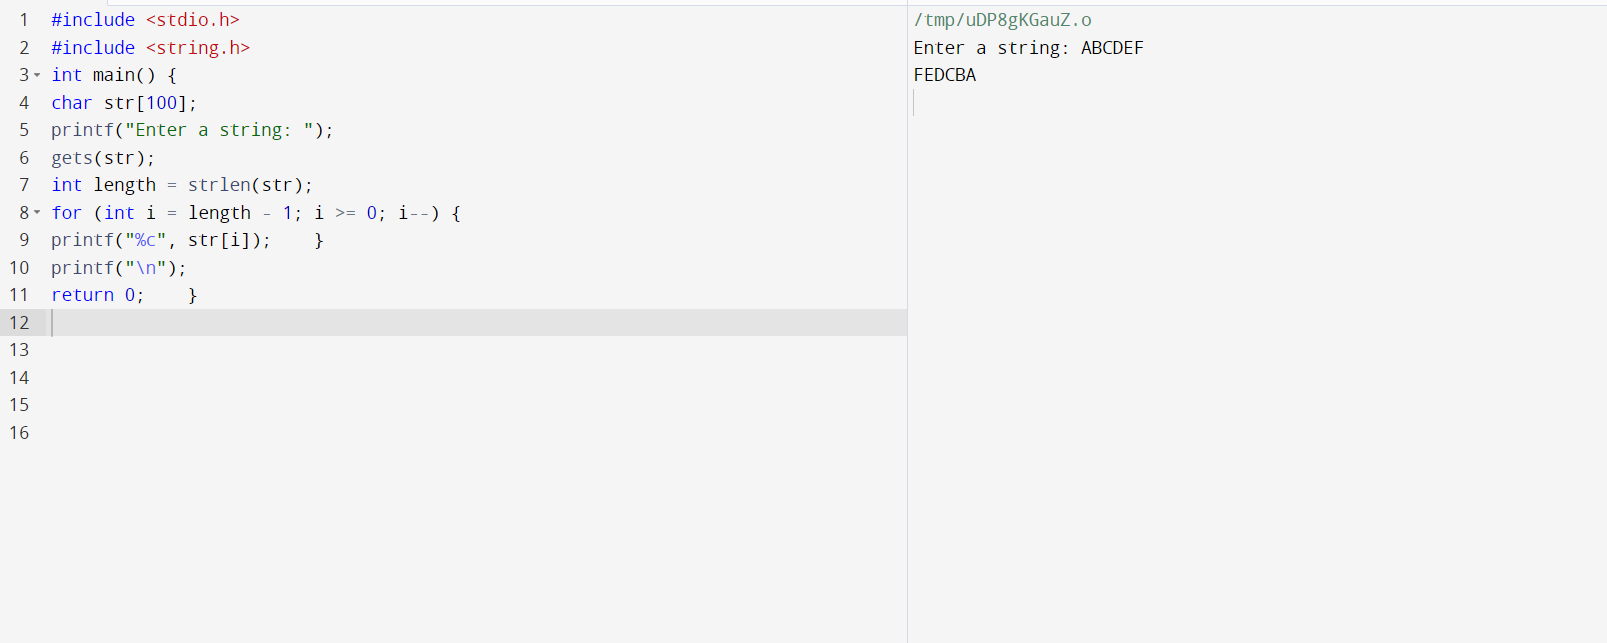 1 #include <stdio.h>
2 #include <string.h>
3 int main() {
4 char str[100];
5 printf("Enter a string: ");
6 gets(str);
7 int length = strlen(str);
8 for (int i = length - 1; i >= 0; i--) {
9 printf("%c", str[i]);    }
10 printf("\n");
11 return 0;    }
12
13
14
15
16
/tmp/uDP8gKGauZ.o
Enter a string: ABCDEF
FEDCBA